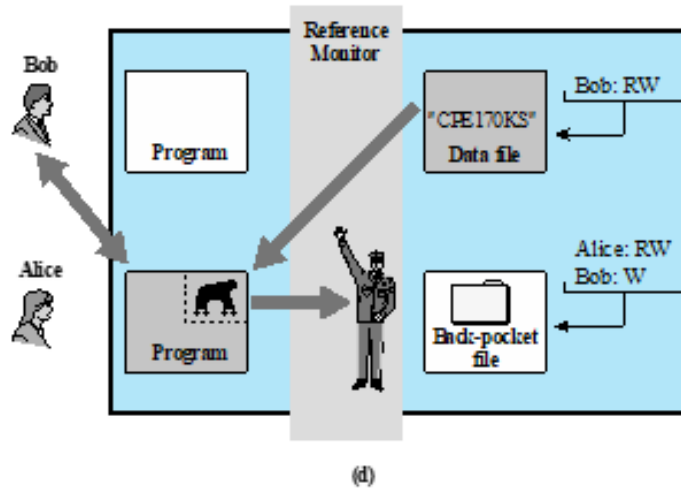 Reference
Monitor
Bob
Program
"CPE170KS"
Data file
Bob: RW
Alice
Program
Back-pocket
file
Alice: RW
Bob: W
(d)